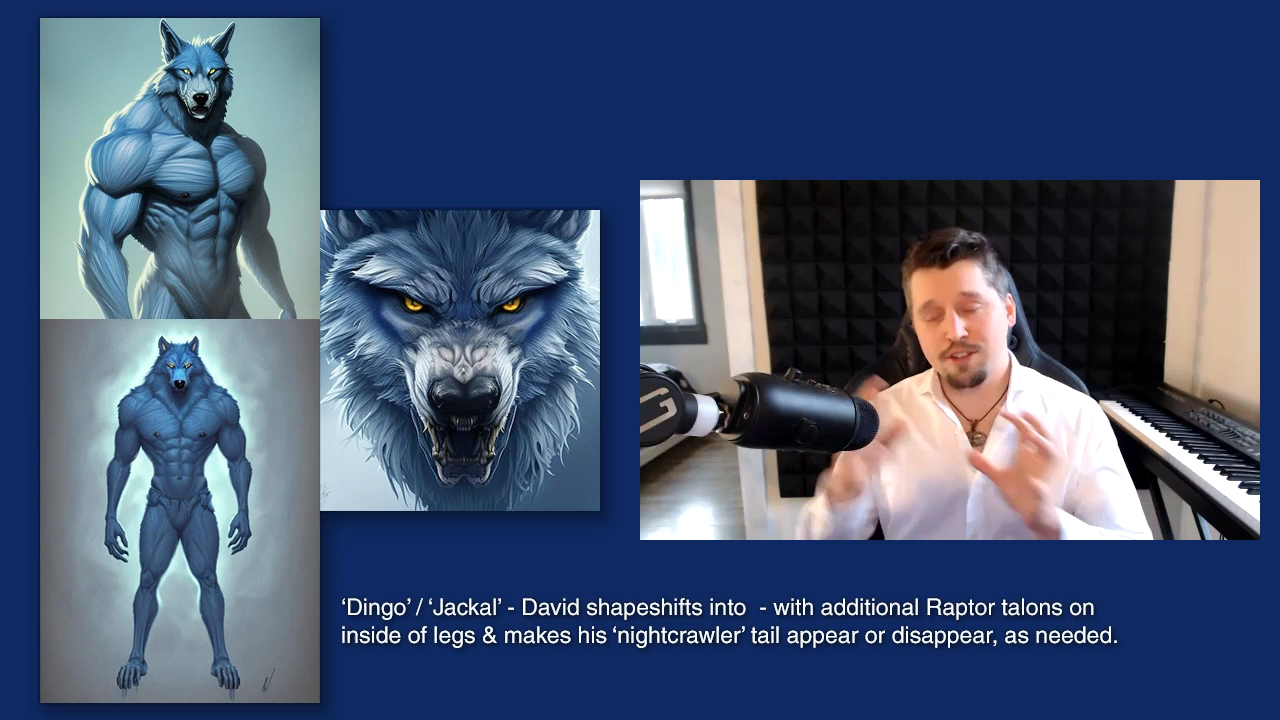 ‘Dingo’ / ‘Jackal’ - David shapeshifts into  - with additional Raptor talons on
inside of legs & makes his ‘nightcrawler’ tail appear or disappear, as needed.